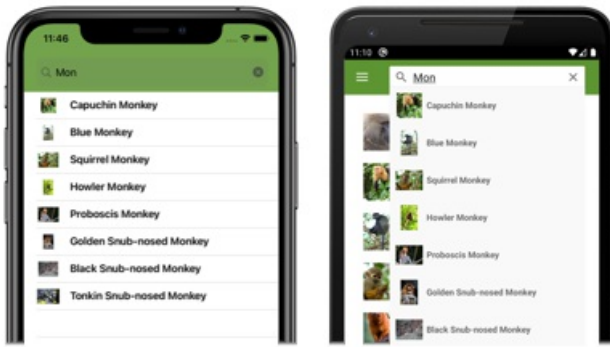 11:46
Mon
Capuchin Monkey
Blue Monkey
Squirrel Monkey
Howler Monkey
Proboscis Monkey
Golden Snub-nosed Monkey
Black Snub-nosed Monkey
Tonkin Snub-nosed Monkey
11:10
Mon
Capuchin Monkey
Blue Monkey
Squirrel Monkey
Howler Monkey
Proboscis Monkey
Golden Snub-nosed Monkey
Black Snub-nosed Monkey